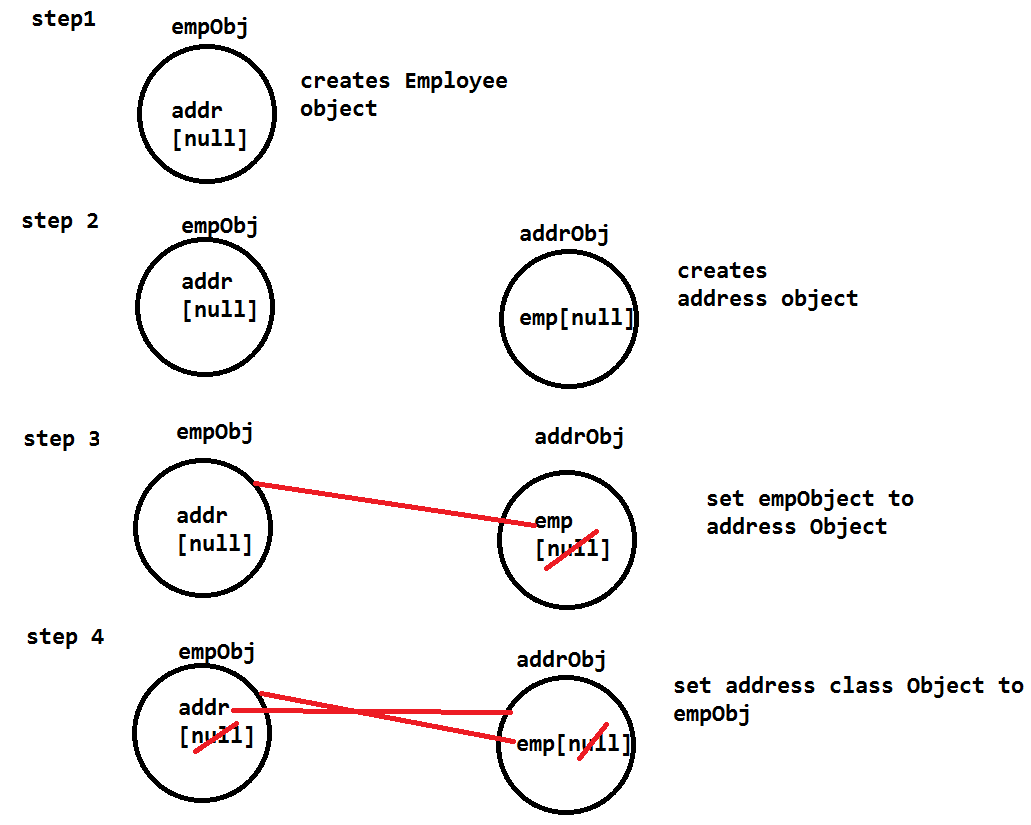 step1
empObj
addr
[null]
creates Employee
object
step 2
empObj
addr
[null]
addrObj
emp[null]
creates
address object
step 3
empObj
addr
[null]
addrObj
emp
[null]
set empObject to
address Object
step 4
empObj
addr
[null]
addrObj
emp[null]
set address class Object to
empObj